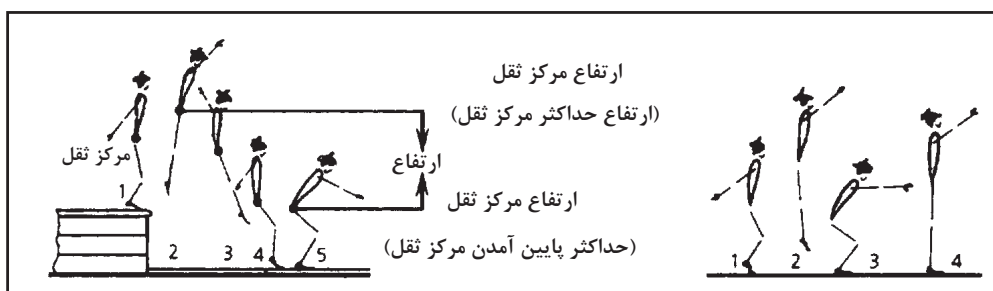 ارتفاع مرکز ثقل
(ارتفاع حداکثر مرکز ثقل)
ارتفاع
مرکز ثقل
ارتفاع مرکز ثقل
(حداکثر پایین آمدن مرکز ثقل)
1
2
3
4
5
1
2
3
4